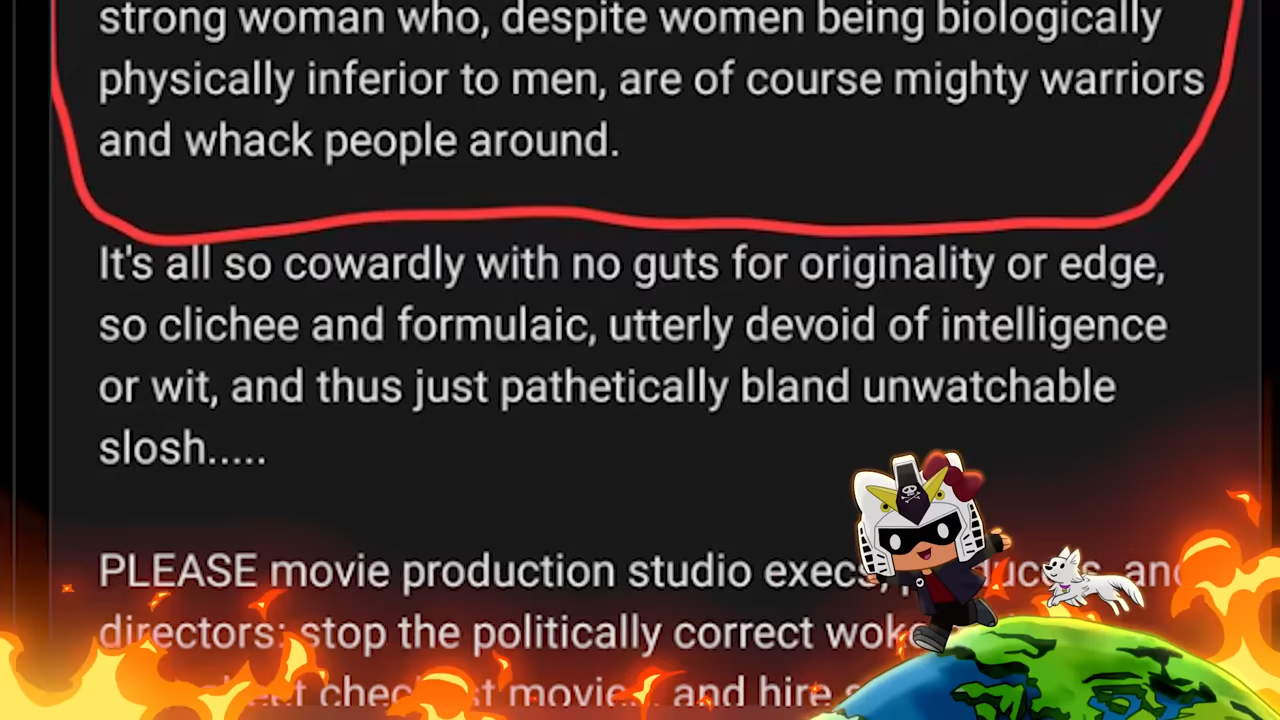 strong woman who, despite women being biologically
physically inferior to men, are of course mighty warriors
and whack people around.
It's all so cowardly with no guts for originality or edge,
so clichee and formulaic, utterly devoid of intelligence
or wit, and thus just pathetically bland unwatchable
slosh.....
PLEASE movie production studio execs, and
directors: stop the politically correct
and hire